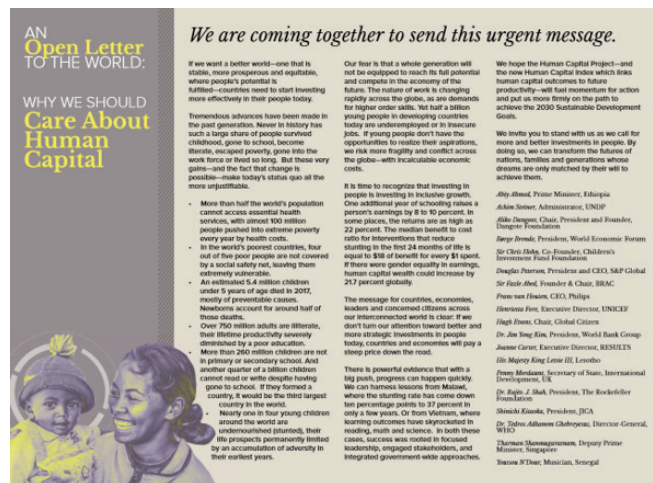 AN
Open Letter
TO THE WORLD:
WHY WE SHOULD
Care About
Human
Capital
We are coming together to send this urgent message.
If we want a better world—one that is
stable, more prosperous and equitable,
where people's potential is
fulfilled—countries need to start investing
more effectively in their people today.
Tremendous advances have been made in
the past generation. Never in history has
such a large share of people survived
childhood, gone to school, become
literate, escaped poverty, gone into the
work force or lived so long. But these very
gains—and the fact that change is
possible—make today's status quo all the
more unjustifiable.
• More than half the world's population
cannot access essential health
services, with almost 100 million
people pushed into extreme poverty
every year by health costs.
• In the world's poorest countries, four
out of five poor people are not covered
by a social safety net, leaving them
extremely vulnerable.
• An estimated 5.4 million children
under 5 years of age died in 2017,
mostly of preventable causes.
Newborns account for around half of
those deaths.
• Over 750 million adults are illiterate,
their lifetime productivity severely
diminished by a poor education.
• More than 260 million children are not
in primary or secondary school. And
another quarter of a billion children
cannot read or write despite having
gone to school. If they formed a
country, it would be the third largest
country in the world.
• Nearly one in four young children
around the world are
undernourished (stunted), their
life prospects permanently limited
by an accumulation of adversity in
their earliest years.
Our fear is that a whole generation will
not be equipped to reach its full potential
and compete in the economy of the
future. The nature of work is changing
rapidly across the globe, as are demands
for higher order skills. Yet half a billion
young people in developing countries
today are underemployed or in insecure
jobs. If young people don't have the
opportunities to realize their aspirations,
we risk more fragility and conflict across
the globe—with incalculable economic
costs.
It is time to recognize that investing in
people is investing in inclusive growth.
One additional year of schooling raises a
person's earnings by 8 to 10 percent. In
some places, the returns are as high as
22 percent. The median benefit to cost
ratio for interventions that reduce
stunting in the first 24 months of life is
equal to $18 of benefit for every $1 spent.
If there were gender equality in earnings,
human capital wealth could increase by
21.7 percent globally.
The message for countries, economies,
leaders and concerned citizens across
our interconnected world is clear: If we
don't turn our attention toward better and
more strategic investments in people
today, countries and economies will pay a
steep price down the road.
There is powerful evidence that with a
big push, progress can happen quickly.
We can harness lessons from Malawi,
where the stunting rate has come down
ten percentage points to 37 percent in
only a few years. Or from Vietnam, where
learning outcomes have skyrocketed in
reading, math and science. In both these
cases, success was rooted in focused
leadership, engaged stakeholders, and
integrated government-wide approaches.
We hope the Human Capital Project—and
the new Human Capital Index which links
human capital outcomes to future
productivity—will fuel momentum for action
and put us more firmly on the path to
achieve the 2030 Sustainable Development
Goals.
We invite you to stand with us as we call for
more and better investments in people. By
doing so, we can transform the futures of
nations, families and generations whose
dreams are only matched by their will to
achieve them.
Abiy Ahmed, Prime Minister, Ethiopia
Achim Steiner, Administrator, UNDP
Aliko Dangote, Chair, President and Founder,
Dangote Foundation
Børge Brende, President, World Economic Forum
Sir Chris Hohn, Co-Founder, Children's
Investment Fund Foundation
Douglas Peterson, President and CEO, S&P Global
Sir Fazle Abed, Founder & Chair, BRAC
Frans van Houten, CEO, Philips
Henrietta Fore, Executive Director, UNICEF
Hugh Evans, Chair, Global Citizen
Dr. Jim Yong Kim, President, World Bank Group
Joanne Carter, Executive Director, RESULTS
His Majesty King Letsie III, Lesotho
Penny Mordaunt, Secretary of State, International
Development, UK
Dr. Rajiv J. Shah, President, The Rockefeller
Foundation
Shinichi Kitaoka, President, JICA
Dr. Tedros Adhanom Ghebreyesus, Director-General,
WHO
Tharman Shanmugaratnam, Deputy Prime
Minister, Singapore
Youssou N'Dour, Musician, Senegal